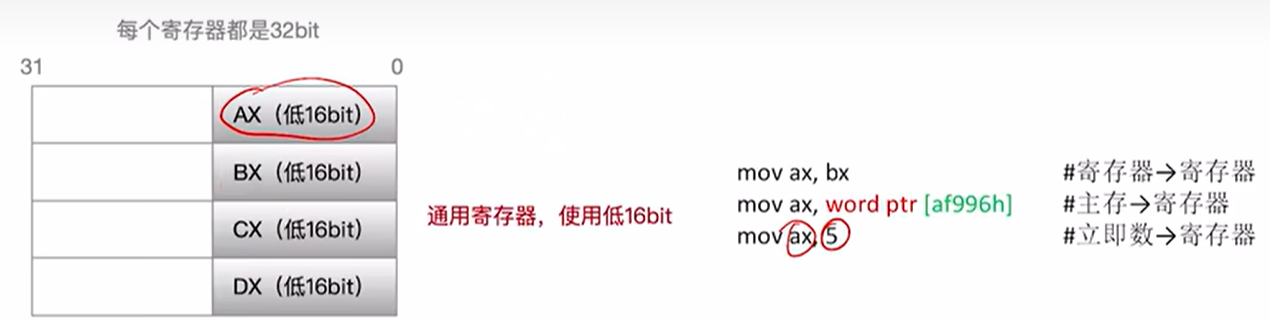 每个寄存器都是32bit
31 0
AX（低16bit）
BX（低16bit）
CX（低16bit）
DX（低16bit）
通用寄存器，使用低16bit
mov ax, bx #寄存器→寄存器
mov ax, word ptr [af996h] #主存→寄存器
mov ax, 5 #立即数→寄存器